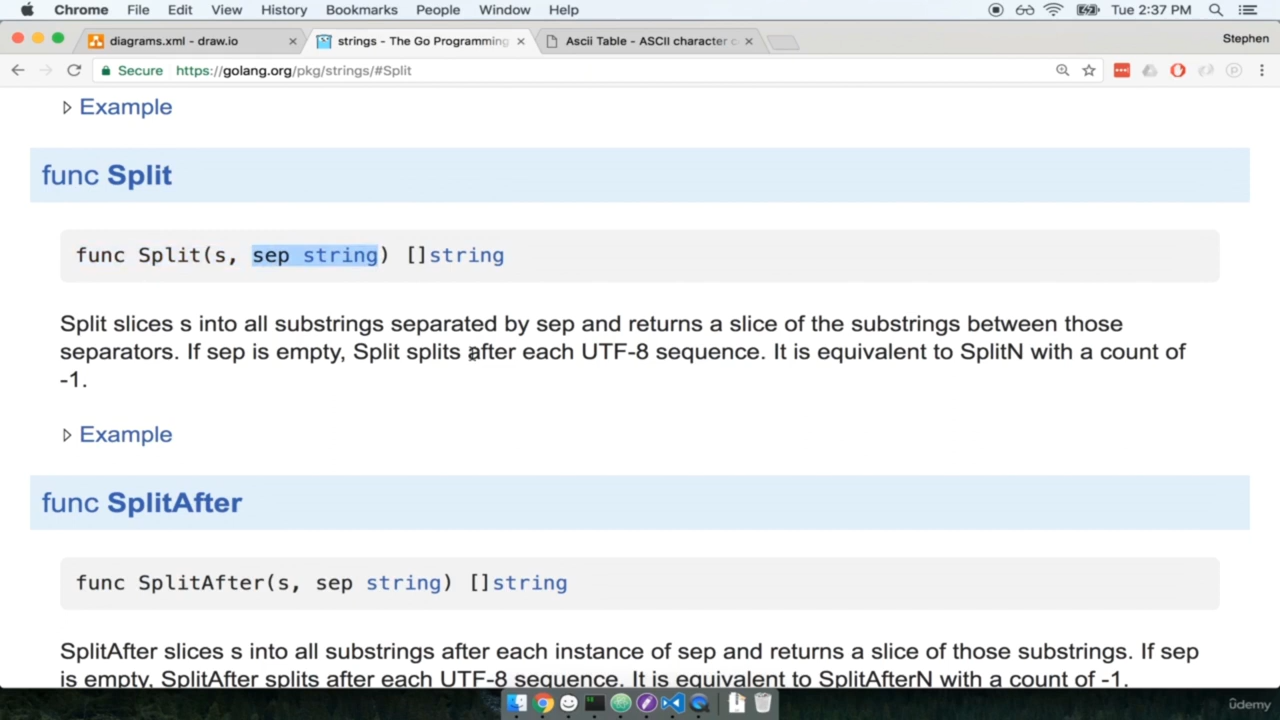 Chrome File Edit View History Bookmarks People Window Help Tue 2:37 PM
diagrams.xml - draw.io strings - The Go Programming Ascii Table - ASCII character c Stephen
Secure https://golang.org/pkg/strings/#Split
Example
func Split
func Split(s, sep string) []string
Split slices s into all substrings separated by sep and returns a slice of the substrings between those
separators. If sep is empty, Split splits after each UTF-8 sequence. It is equivalent to SplitN with a count of
-1.
Example
func SplitAfter
func SplitAfter(s, sep string) []string
SplitAfter slices s into all substrings after each instance of sep and returns a slice of those substrings. If sep
is empty, SplitAfter splits after each UTF-8 sequence. It is equivalent to SplitAfterN with a count of -1.
ûdemy